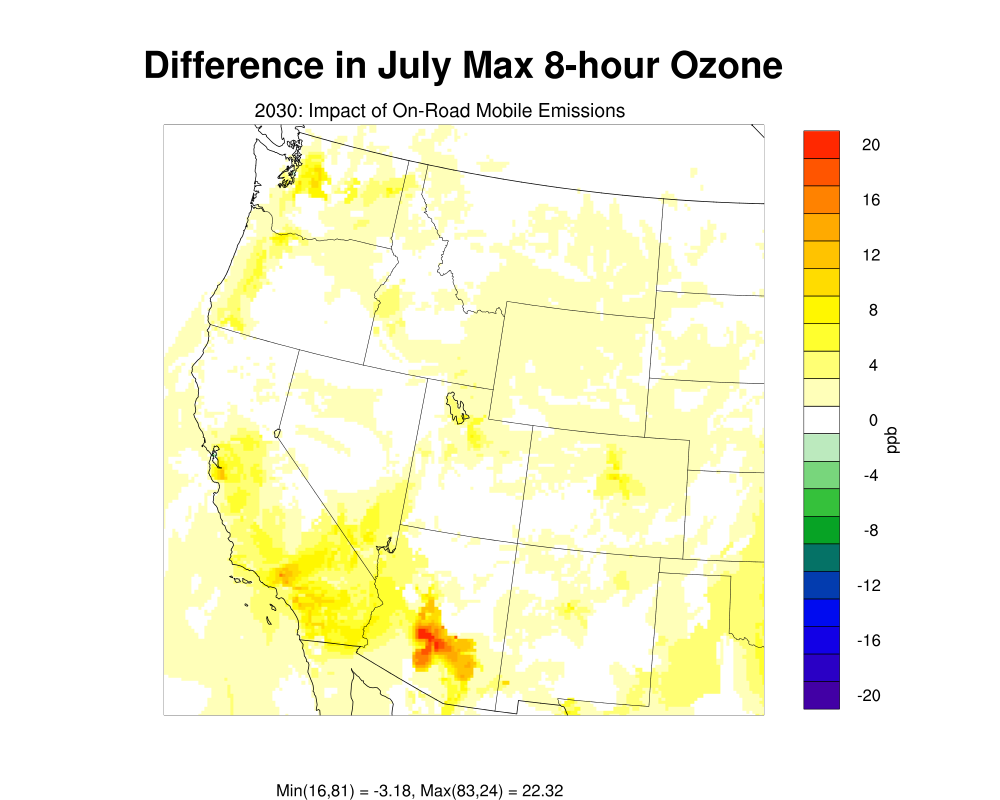 Difference in July Max 8-hour Ozone
2030: Impact of On-Road Mobile Emissions
20
16
12
8
4
0
-4
-8
-12
-16
-20
ppb
Min(16,81) = -3.18, Max(83,24) = 22.32